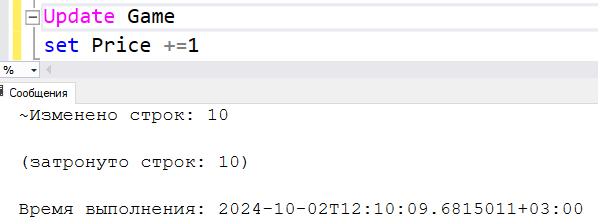 Update Game
set Price +=1
%
Сообщения
~Изменено строк: 10
(затронуто строк: 10)
Время выполнения: 2024-10-02T12:10:09.6815011+03:00